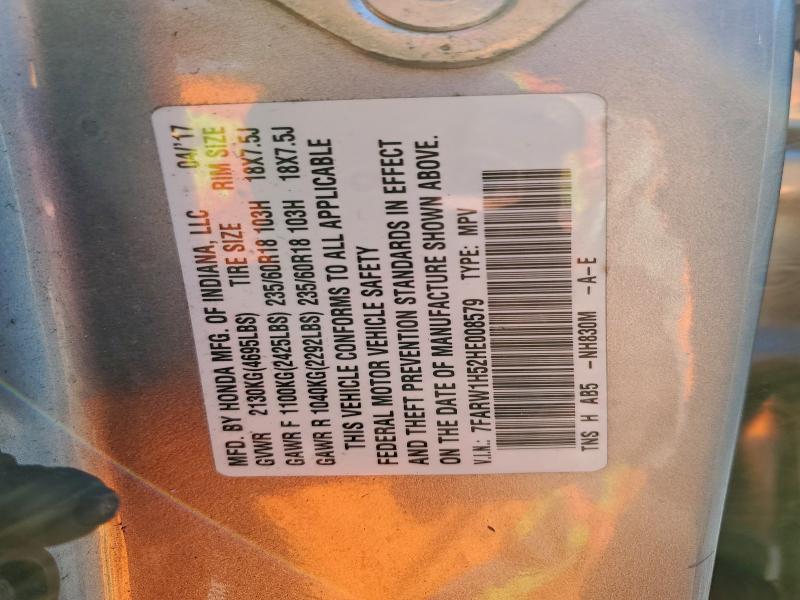 MFD. BY HONDA MFG. OF INDIANA, LLC 04/'17
GVWR 2130KG(4695LBS) TIRE SIZE RIM SIZE
GAWR F 1100KG(2425LBS) 235/60R18 103H 18X7.5J
GAWR R 1040KG(2292LBS) 235/60R18 103H 18X7.5J
THIS VEHICLE CONFORMS TO ALL APPLICABLE
FEDERAL MOTOR VEHICLE SAFETY
AND THEFT PREVENTION STANDARDS IN EFFECT
ON THE DATE OF MANUFACTURE SHOWN ABOVE.
V.I.N.: 7FARW1H52HE008579 TYPE: MPV
TNS H AB5 -NH830M -A-E